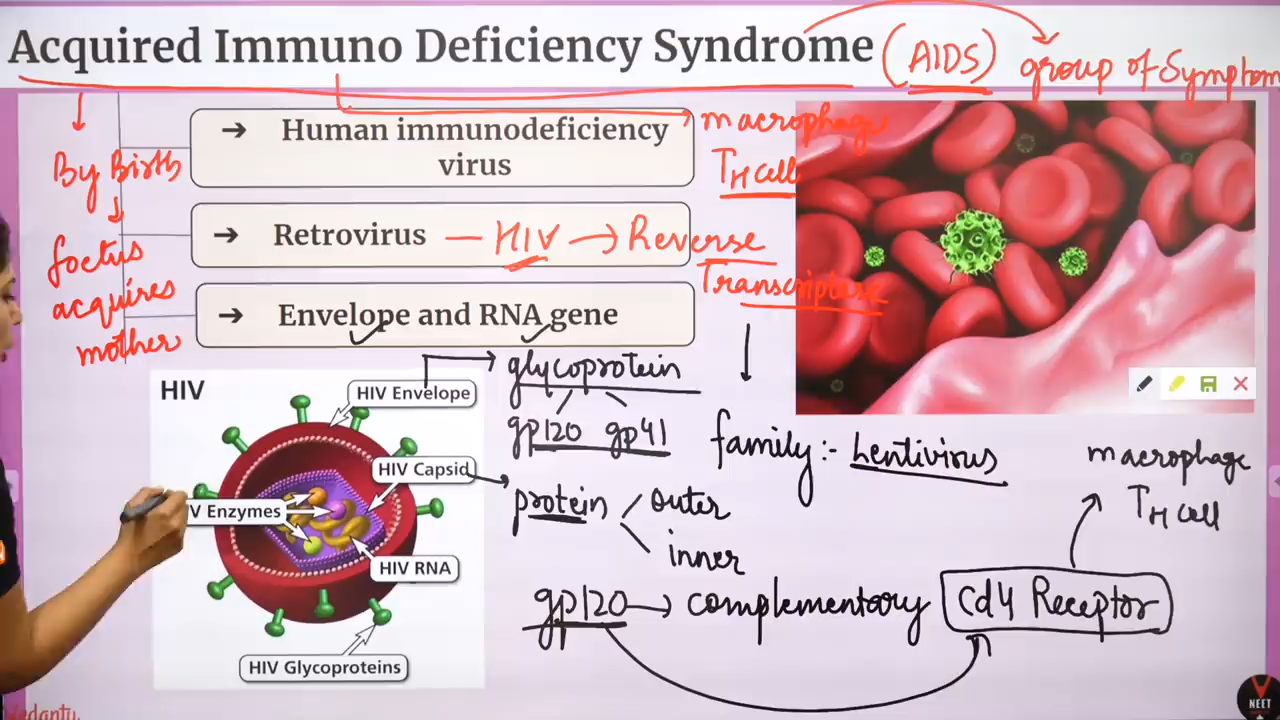 Acquired Immuno Deficiency Syndrome (AIDS)
group of Symptom
→ Human immunodeficiency
virus
macrophage
TH cell
By Birth
foetus
acquires
mother
→ Retrovirus — HIV → Reverse
Transcriptase
→ Envelope and RNA gene
HIV
HIV Envelope
HIV Capsid
V Enzymes
HIV RNA
HIV Glycoproteins
glycoprotein
gp120 gp41
family:- Lentivirus
protein
outer
inner
macrophage
TH cell
gp120 → complementary Cd4 Receptor
Vedantu
NEET